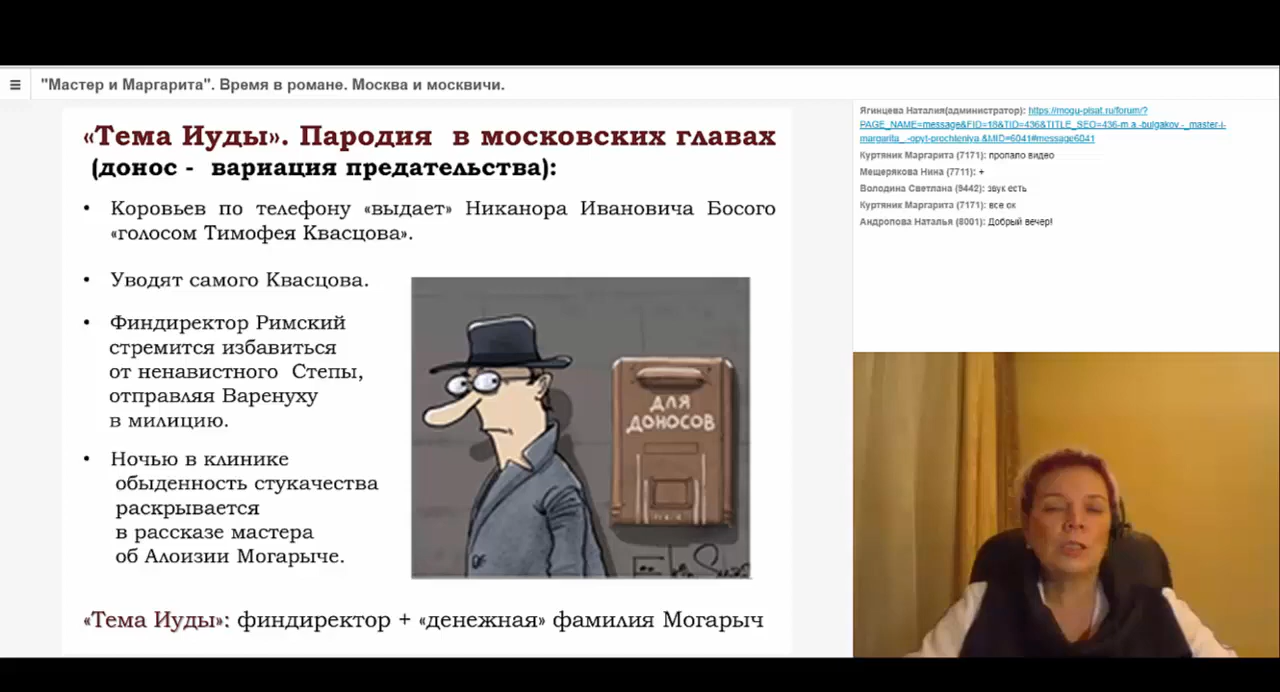 "Мастер и Маргарита". Время в романе. Москва и москвичи.
«Тема Иуды». Пародия в московских главах
(донос - вариация предательства):
• Коровьев по телефону «выдает» Никанора Ивановича Босого
«голосом Тимофея Квасцова».
• Уводят самого Квасцова.
• Финдиректор Римский
стремится избавиться
от ненавистного Степы,
отправляя Варенуху
в милицию.
• Ночью в клинике
обыденность стукачества
раскрывается
в рассказе мастера
об Алоизии Могарыче.
ДЛЯ
ДОНОСОВ
«Тема Иуды»: финдиректор + «денежная» фамилия Могарыч
Ягинцева Наталия(администратор): https://mogu-pisat.ru/forum/?
PAGE_NAME=message&FID=18&TID=436&TITLE_SEO=436-m.a.-bulgakov.-_master-i-
margarita_.-opyt-prochteniya.&MID=6041#message6041
Куртяник Маргарита (7171): пропало видео
Мещерякова Нина (7711): +
Володина Светлана (9442): звук есть
Куртяник Маргарита (7171): все ок
Андропова Наталья (8001): Добрый вечер!